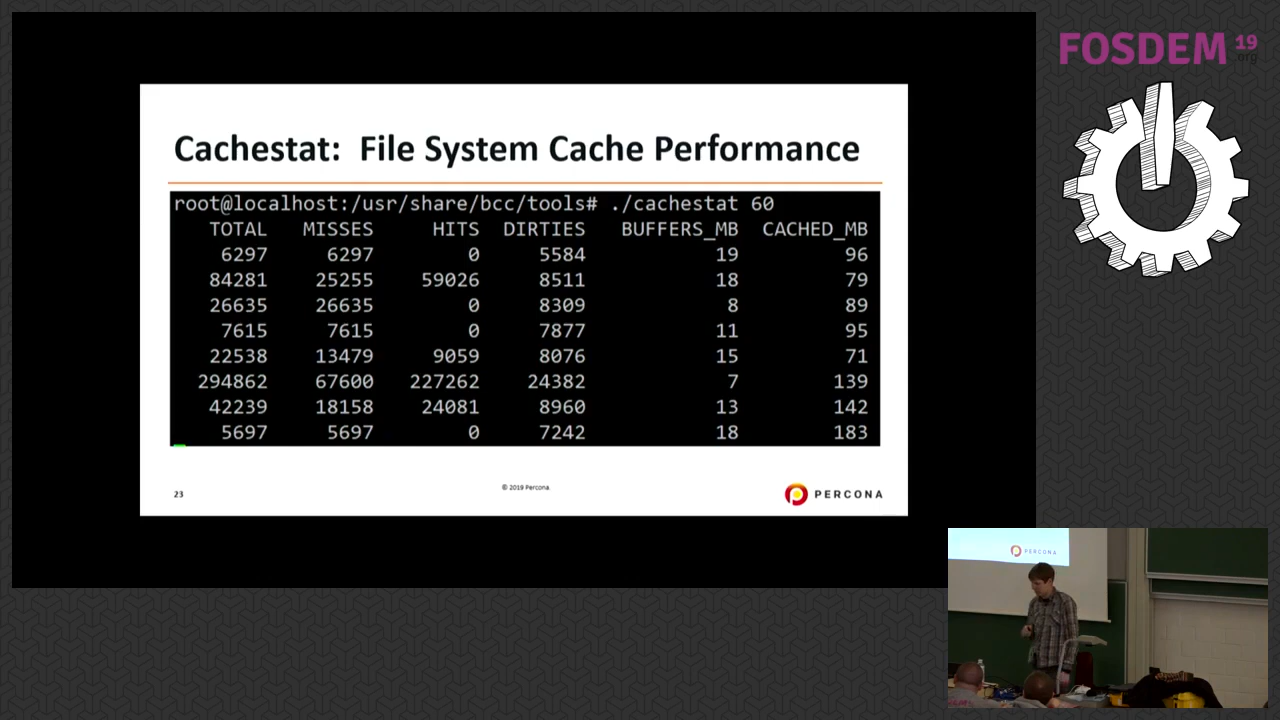 FOSDEM 19
.org
Cachestat: File System Cache Performance
root@localhost:/usr/share/bcc/tools# ./cachestat 60
TOTAL MISSES HITS DIRTIES BUFFERS_MB CACHED_MB
6297 6297 0 5584 19 96
84281 25255 59026 8511 18 79
26635 26635 0 8309 8 89
7615 7615 0 7877 11 95
22538 13479 9059 8076 15 71
294862 67600 227262 24382 7 139
42239 18158 24081 8960 13 142
5697 5697 0 7242 18 183
23
© 2019 Percona
PERCONA
PERCONA